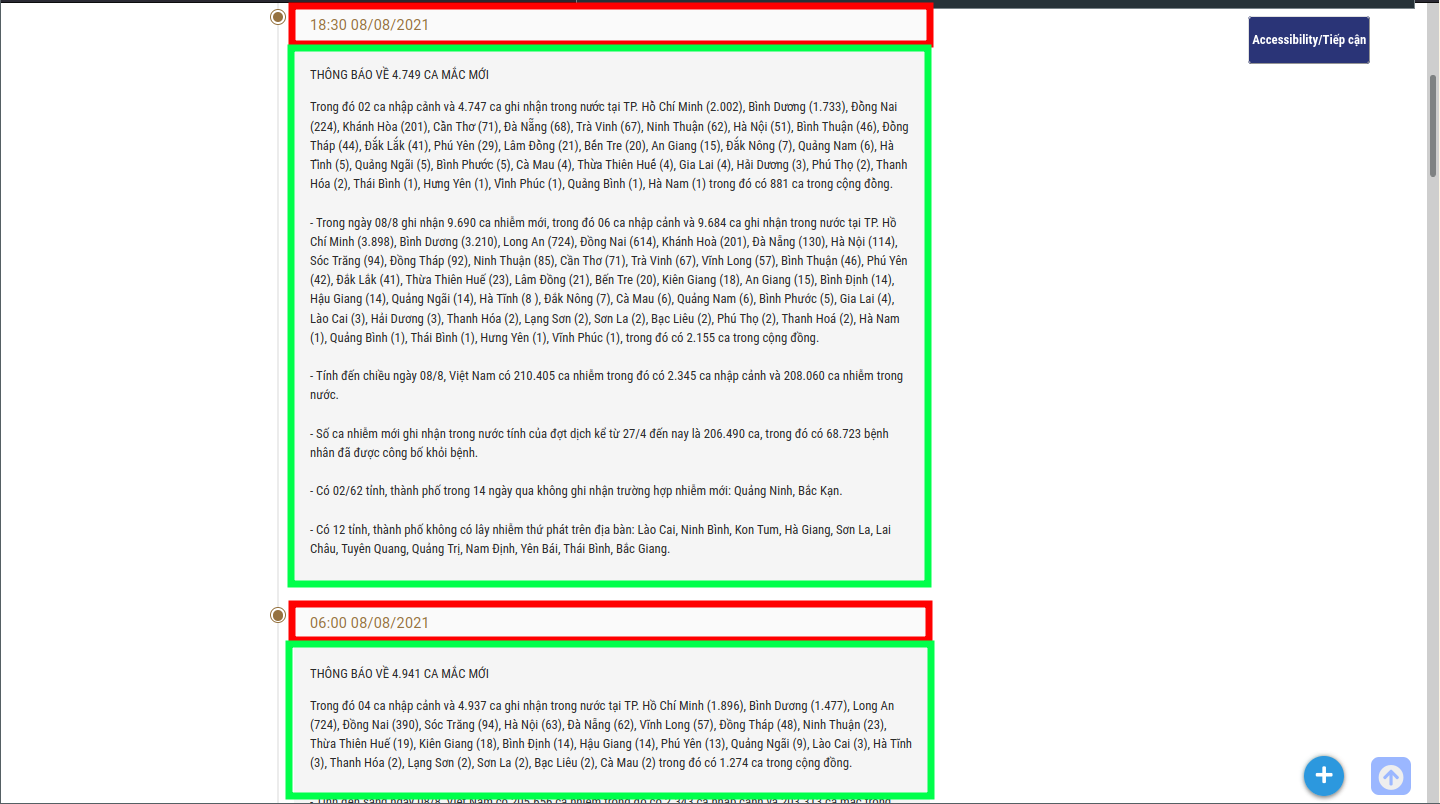 18:30 08/08/2021
Accessibility/Tiếp cận
THÔNG BÁO VỀ 4.749 CA MẮC MỚI
Trong đó 02 ca nhập cảnh và 4.747 ca ghi nhận trong nước tại TP. Hồ Chí Minh (2.002), Bình Dương (1.733), Đồng Nai
(224), Khánh Hòa (201), Cần Thơ (71), Đà Nẵng (68), Trà Vinh (67), Ninh Thuận (62), Hà Nội (51), Bình Thuận (46), Đồng
Tháp (44), Đắk Lắk (41), Phú Yên (29), Lâm Đồng (21), Bến Tre (20), An Giang (15), Đắk Nông (7), Quảng Nam (6), Hà
Tĩnh (5), Quảng Ngãi (5), Bình Phước (5), Cà Mau (4), Thừa Thiên Huế (4), Gia Lai (4), Hải Dương (3), Phú Thọ (2), Thanh
Hóa (2), Thái Bình (1), Hưng Yên (1), Vĩnh Phúc (1), Quảng Bình (1), Hà Nam (1) trong đó có 881 ca trong cộng đồng.
- Trong ngày 08/8 ghi nhận 9.690 ca nhiễm mới, trong đó 06 ca nhập cảnh và 9.684 ca ghi nhận trong nước tại TP. Hồ
Chí Minh (3.898), Bình Dương (3.210), Long An (724), Đồng Nai (614), Khánh Hoà (201), Đà Nẵng (130), Hà Nội (114),
Sóc Trăng (94), Đồng Tháp (92), Ninh Thuận (85), Cần Thơ (71), Trà Vinh (67), Vĩnh Long (57), Bình Thuận (46), Phú Yên
(42), Đắk Lắk (41), Thừa Thiên Huế (23), Lâm Đồng (21), Bến Tre (20), Kiên Giang (18), An Giang (15), Bình Định (14),
Hậu Giang (14), Quảng Ngãi (14), Hà Tĩnh (8 ), Đắk Nông (7), Cà Mau (6), Quảng Nam (6), Bình Phước (5), Gia Lai (4),
Lào Cai (3), Hải Dương (3), Thanh Hóa (2), Lạng Sơn (2), Sơn La (2), Bạc Liêu (2), Phú Thọ (2), Thanh Hoá (2), Hà Nam
(1), Quảng Bình (1), Thái Bình (1), Hưng Yên (1), Vĩnh Phúc (1), trong đó có 2.155 ca trong cộng đồng.
- Tính đến chiều ngày 08/8, Việt Nam có 210.405 ca nhiễm trong đó có 2.345 ca nhập cảnh và 208.060 ca nhiễm trong
nước.
- Số ca nhiễm mới ghi nhận trong nước tính của đợt dịch kể từ 27/4 đến nay là 206.490 ca, trong đó có 68.723 bệnh
nhân đã được công bố khỏi bệnh.
- Có 02/62 tỉnh, thành phố trong 14 ngày qua không ghi nhận trường hợp nhiễm mới: Quảng Ninh, Bắc Kạn.
- Có 12 tỉnh, thành phố không có lây nhiễm thứ phát trên địa bàn: Lào Cai, Ninh Bình, Kon Tum, Hà Giang, Sơn La, Lai
Châu, Tuyên Quang, Quảng Trị, Nam Định, Yên Bái, Thái Bình, Bắc Giang.
06:00 08/08/2021
THÔNG BÁO VỀ 4.941 CA MẮC MỚI
Trong đó 04 ca nhập cảnh và 4.937 ca ghi nhận trong nước tại TP. Hồ Chí Minh (1.896), Bình Dương (1.477), Long An
(724), Đồng Nai (390), Sóc Trăng (94), Hà Nội (63), Đà Nẵng (62), Vĩnh Long (57), Đồng Tháp (48), Ninh Thuận (23),
Thừa Thiên Huế (19), Kiên Giang (18), Bình Định (14), Hậu Giang (14), Phú Yên (13), Quảng Ngãi (9), Lào Cai (3), Hà Tĩnh
(3), Thanh Hóa (2), Lạng Sơn (2), Sơn La (2), Bạc Liêu (2), Cà Mau (2) trong đó có 1.274 ca trong cộng đồng.